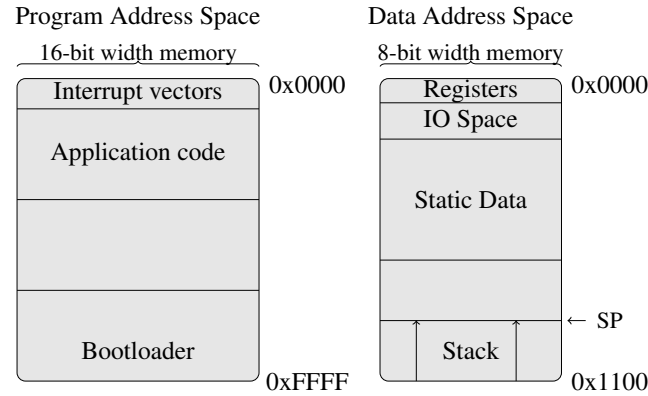 Program Address Space
16-bit width memory
Interrupt vectors
0x0000
Application code
Bootloader
0xFFFF
Data Address Space
8-bit width memory
Registers
0x0000
IO Space
Static Data
← SP
Stack
0x1100